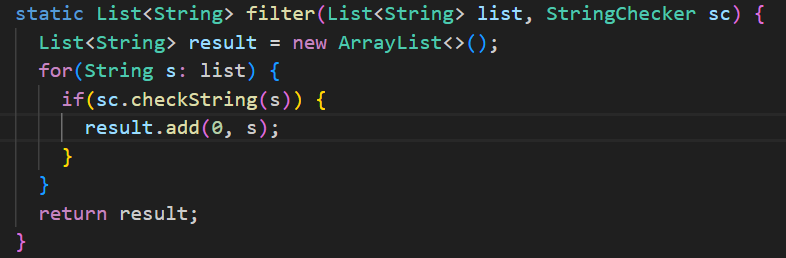 static List<String> filter(List<String> list, StringChecker sc) {
List<String> result = new ArrayList<>();
for(String s: list) {
if(sc.checkString(s)) {
result.add(0, s);
}
}
return result;
}